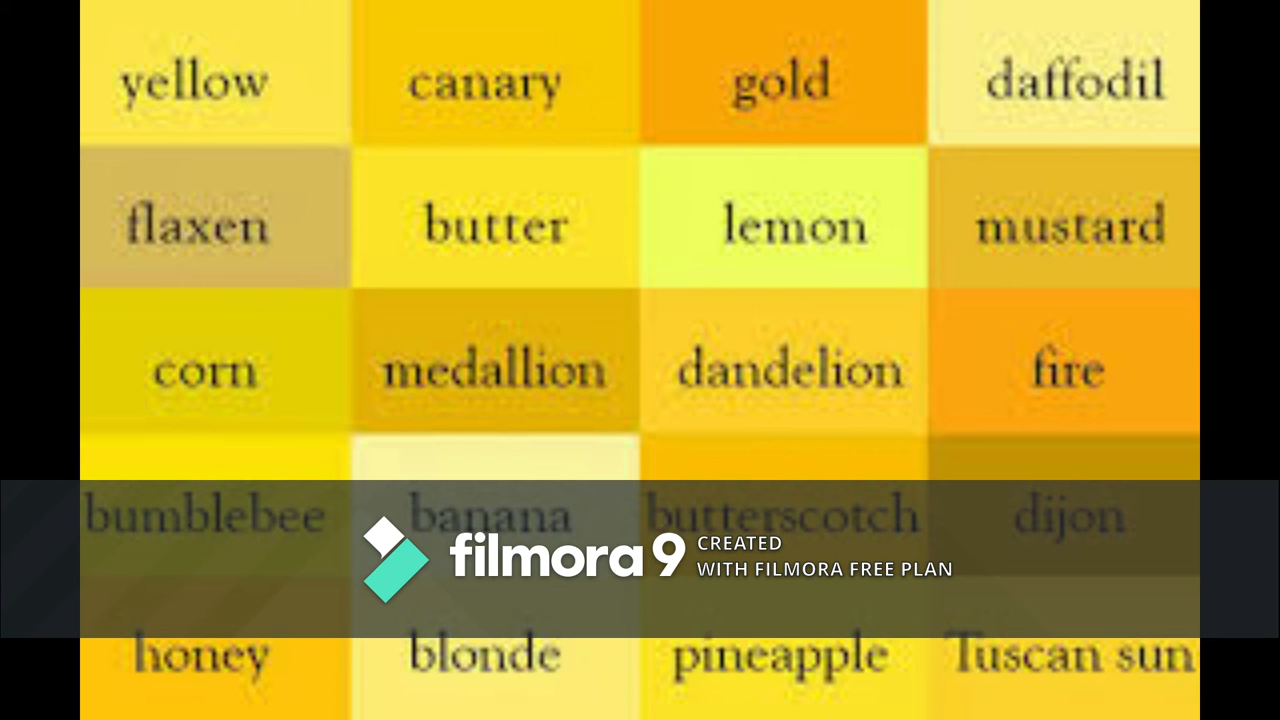 yellow canary gold daffodil
flaxen butter lemon mustard
corn medallion dandelion fire
bumblebee banana butterscotch dijon
filmora9 CREATED
WITH FILMORA FREE PLAN
honey blonde pineapple Tuscan sun